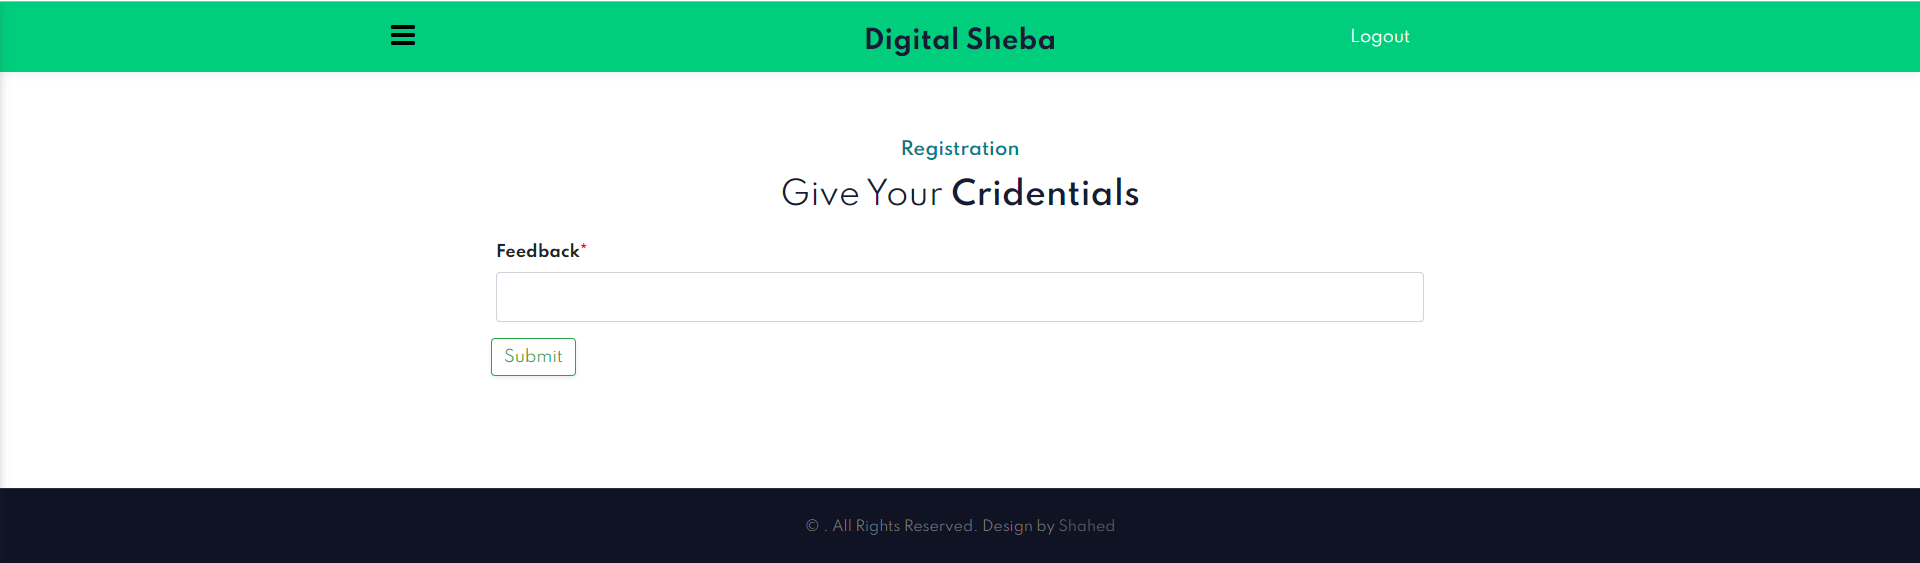 Digital Sheba
Logout
Registration
Give Your Cridentials
Feedback*
Submit
© . All Rights Reserved. Design by Shahed